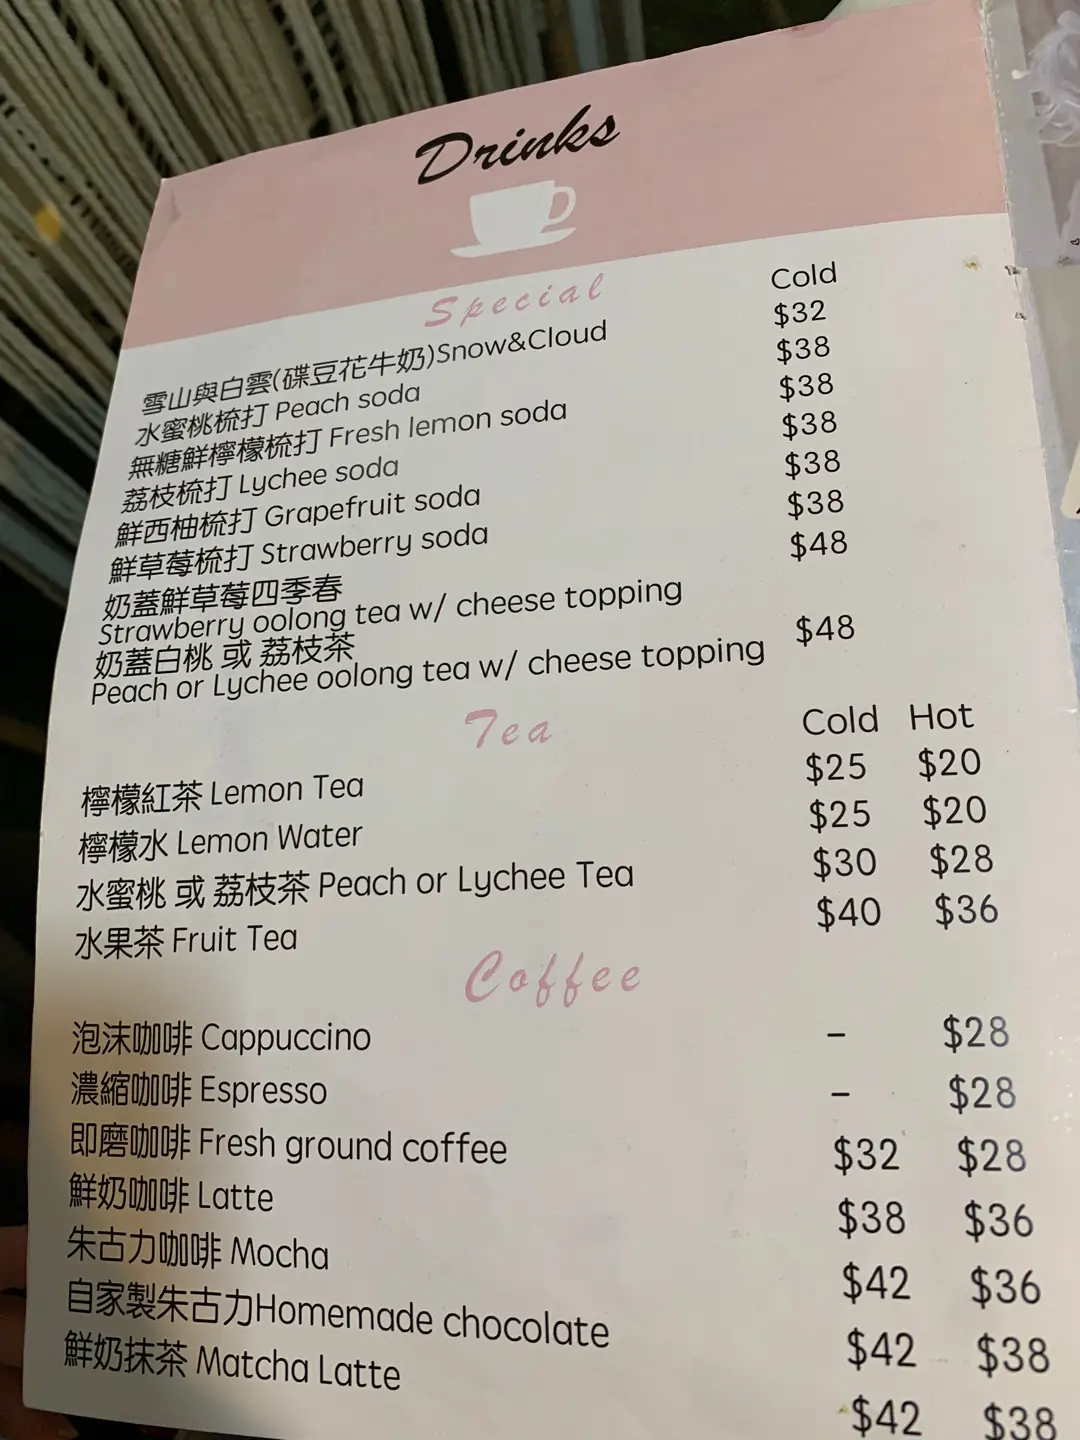 Drinks
Special
Cold
雪山與白雲(碟豆花牛奶)Snow&Cloud $32
水蜜桃梳打 Peach soda $38
無糖鮮檸檬梳打 Fresh lemon soda $38
荔枝梳打 Lychee soda $38
鮮西柚梳打 Grapefruit soda $38
鮮草莓梳打 Strawberry soda $38
奶蓋鮮草莓四季春 $48
Strawberry oolong tea w/ cheese topping
奶蓋白桃 或 荔枝茶 $48
Peach or Lychee oolong tea w/ cheese topping
Tea
Cold Hot
檸檬紅茶 Lemon Tea $25 $20
檸檬水 Lemon Water $25 $20
水蜜桃 或 荔枝茶 Peach or Lychee Tea $30 $28
水果茶 Fruit Tea $40 $36
Coffee
泡沫咖啡 Cappuccino - $28
濃縮咖啡 Espresso - $28
即磨咖啡 Fresh ground coffee $32 $28
鮮奶咖啡 Latte $38 $36
朱古力咖啡 Mocha $42 $36
自家製朱古力Homemade chocolate $42 $38
鮮奶抹茶 Matcha Latte $42 $38